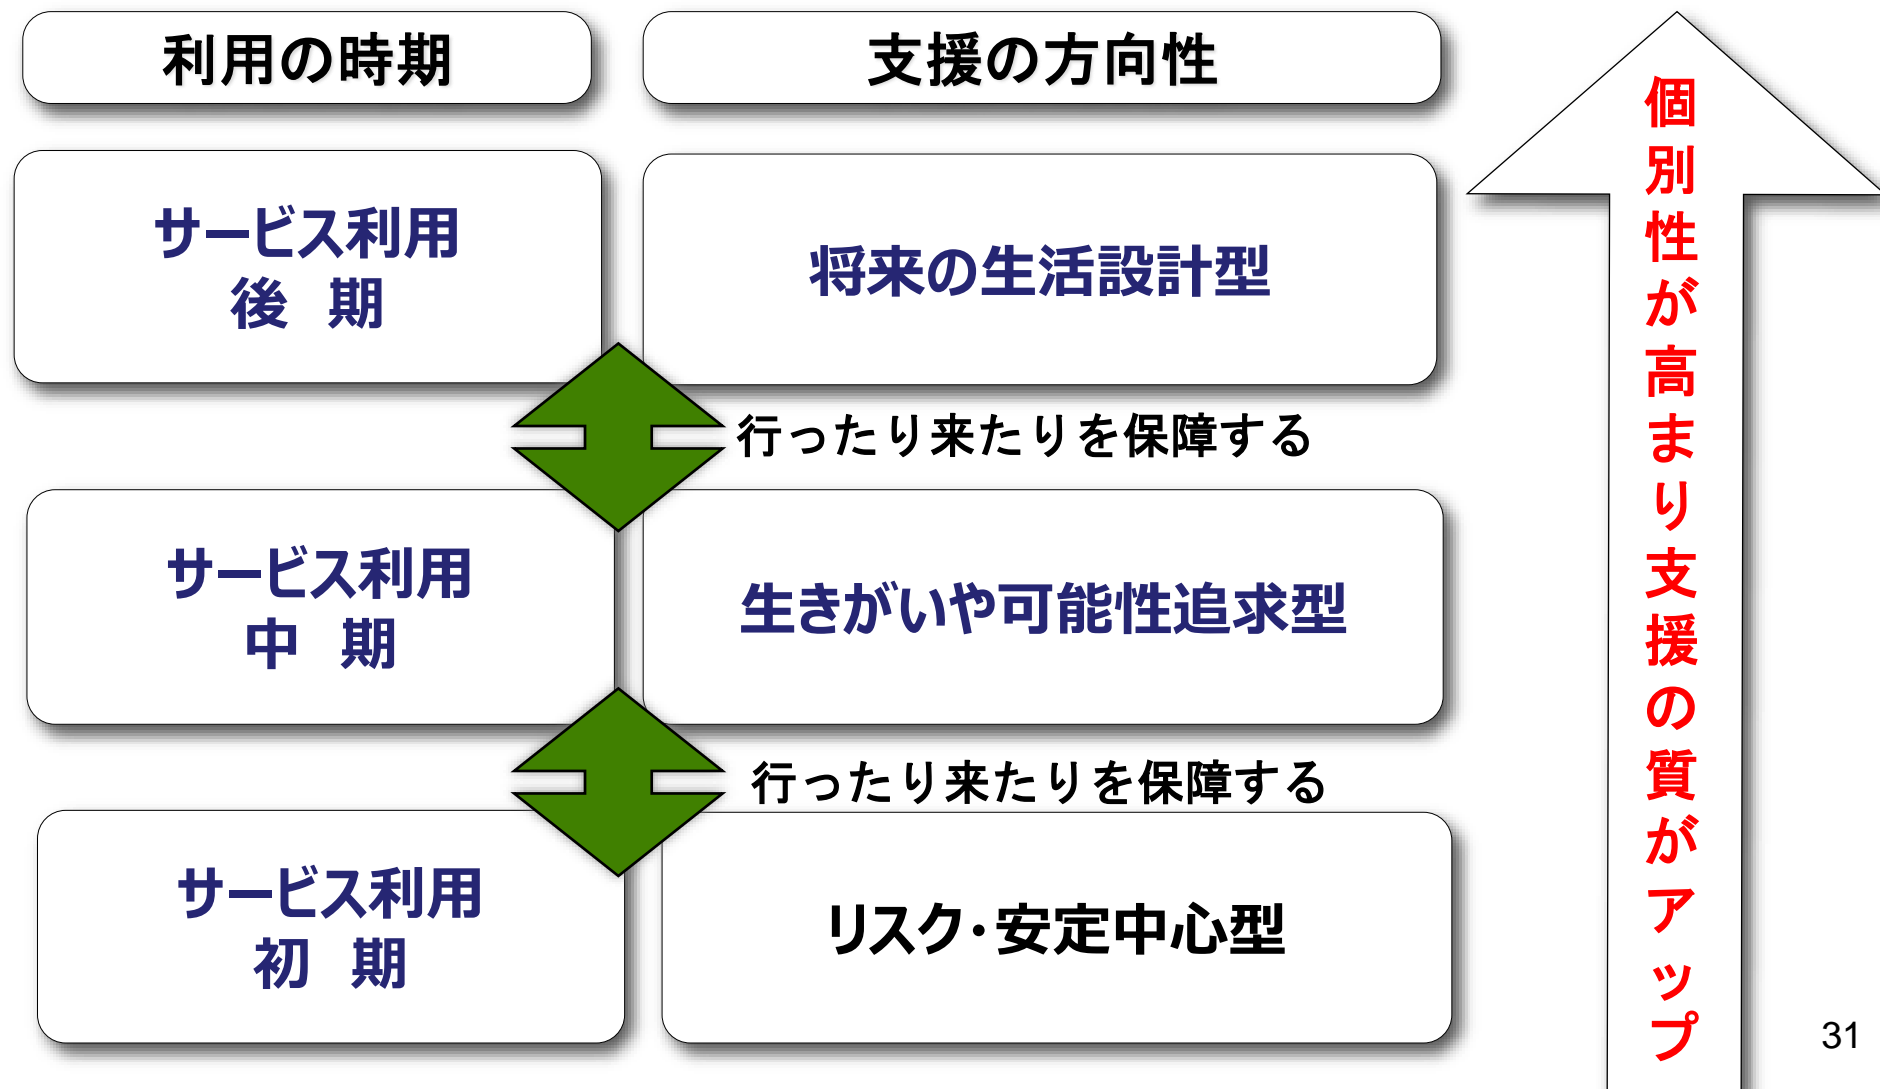 利用の時期
支援の方向性
サービス利用
後　期
将来の生活設計型
行ったり来たりを保障する
サービス利用
中　期
生きがいや可能性追求型
行ったり来たりを保障する
サービス利用
初　期
リスク・安定中心型
個別性が高まり支援の質がアップ
31